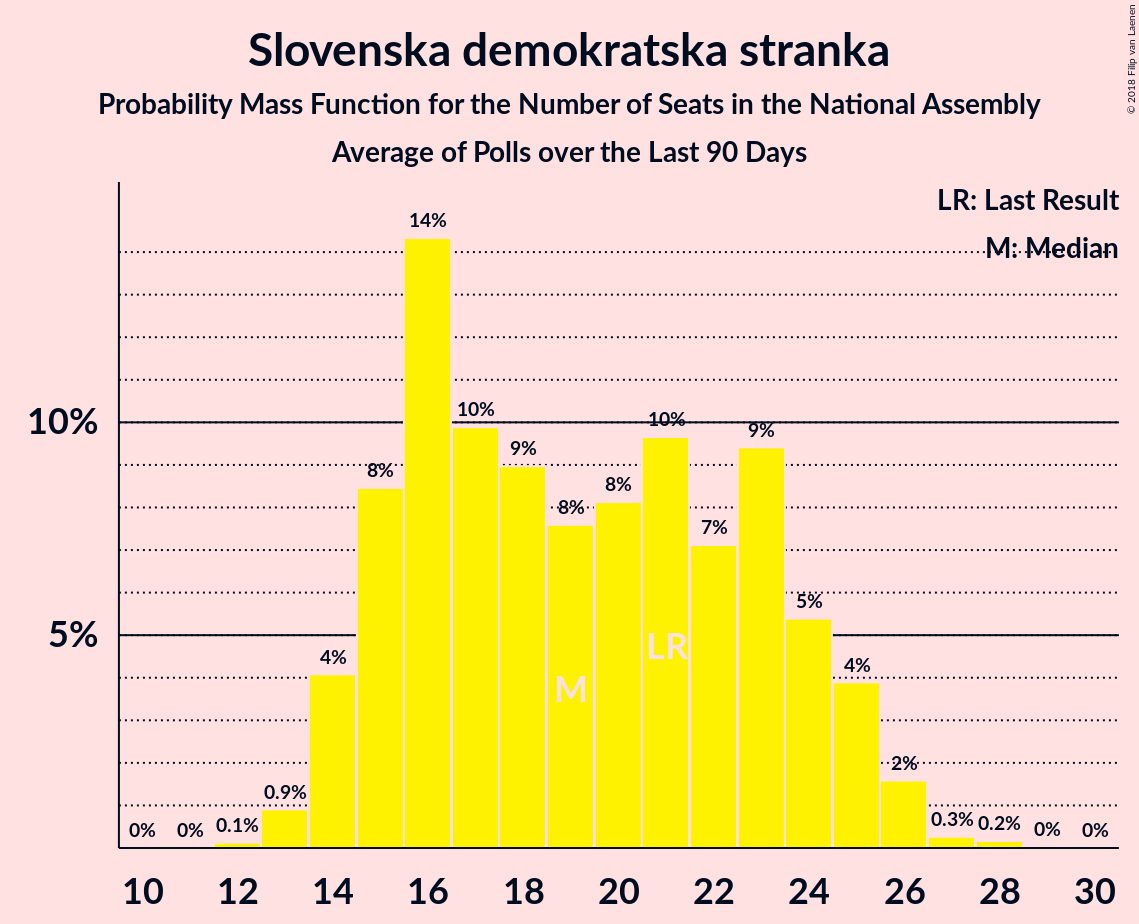 Slovenska demokratska stranka
Probability Mass Function for the Number of Seats in the National Assembly
Average of Polls over the Last 90 Days
© 2018 Filip van Laenen
LR: Last Result
M: Median
10%
5%
0%
0%
0.1%
0.9%
4%
8%
14%
10%
9%
8%
8%
10%
7%
9%
5%
4%
2%
0.3%
0.2%
0%
0%
M
LR
10 12 14 16 18 20 22 24 26 28 30